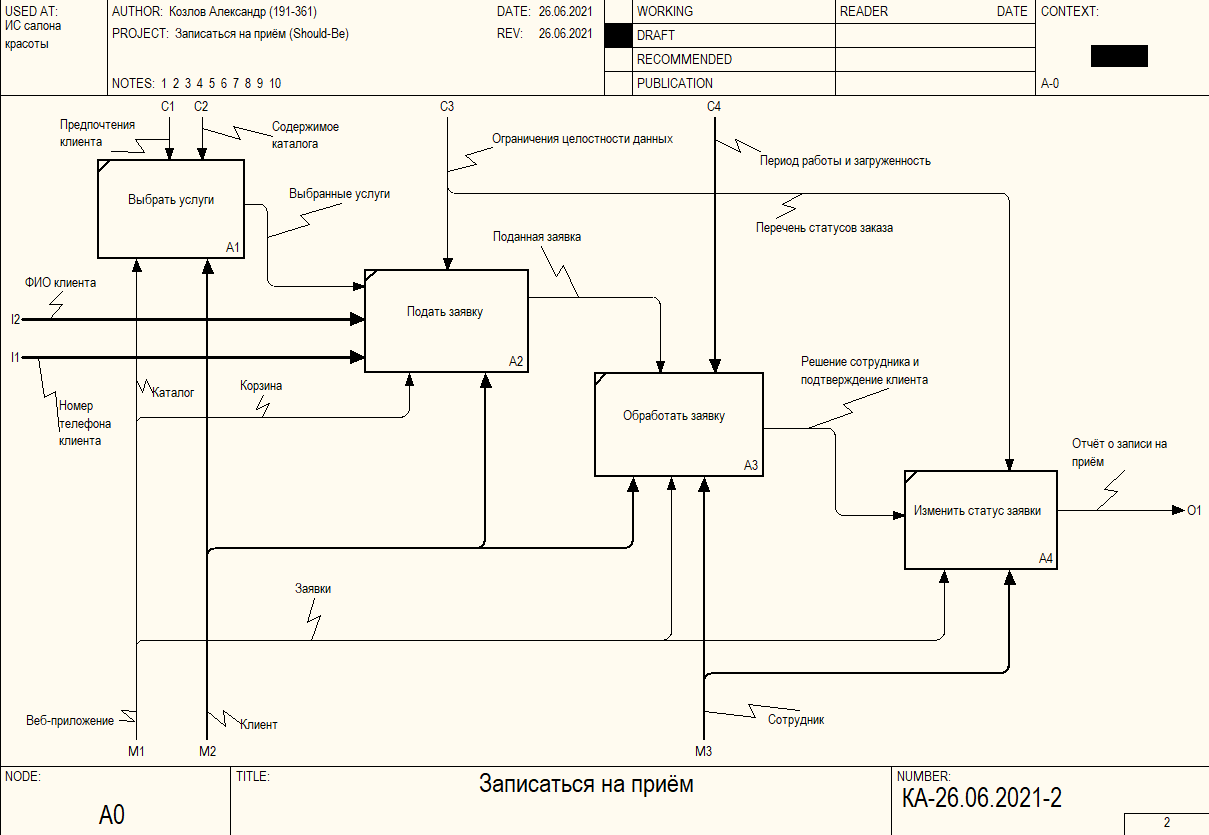 USED AT:
ИС салона
красоты
AUTHOR: Козлов Александр (191-361)
DATE: 26.06.2021
PROJECT: Записаться на приём (Should-Be)
REV: 26.06.2021
NOTES: 1 2 3 4 5 6 7 8 9 10
WORKING
DRAFT
RECOMMENDED
PUBLICATION
READER DATE
CONTEXT:
A-0
C1
C2
C3
C4
Предпочтения
клиента
Содержимое
каталога
Ограничения целостности данных
Период работы и загруженность
Выбрать услуги
A1
Выбранные услуги
Перечень статусов заказа
Поданная заявка
ФИО клиента
I2
Подать заявку
A2
I1
Номер
телефона
клиента
Каталог
Корзина
Решение сотрудника и
подтверждение клиента
Обработать заявку
A3
Отчёт о записи на
приём
Изменить статус заявки
A4
O1
Заявки
Веб-приложение
Клиент
Сотрудник
M1
M2
M3
NODE:
A0
TITLE:
Записаться на приём
NUMBER:
КА-26.06.2021-2
2